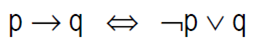 p → q ⇔ ¬p ∨ q